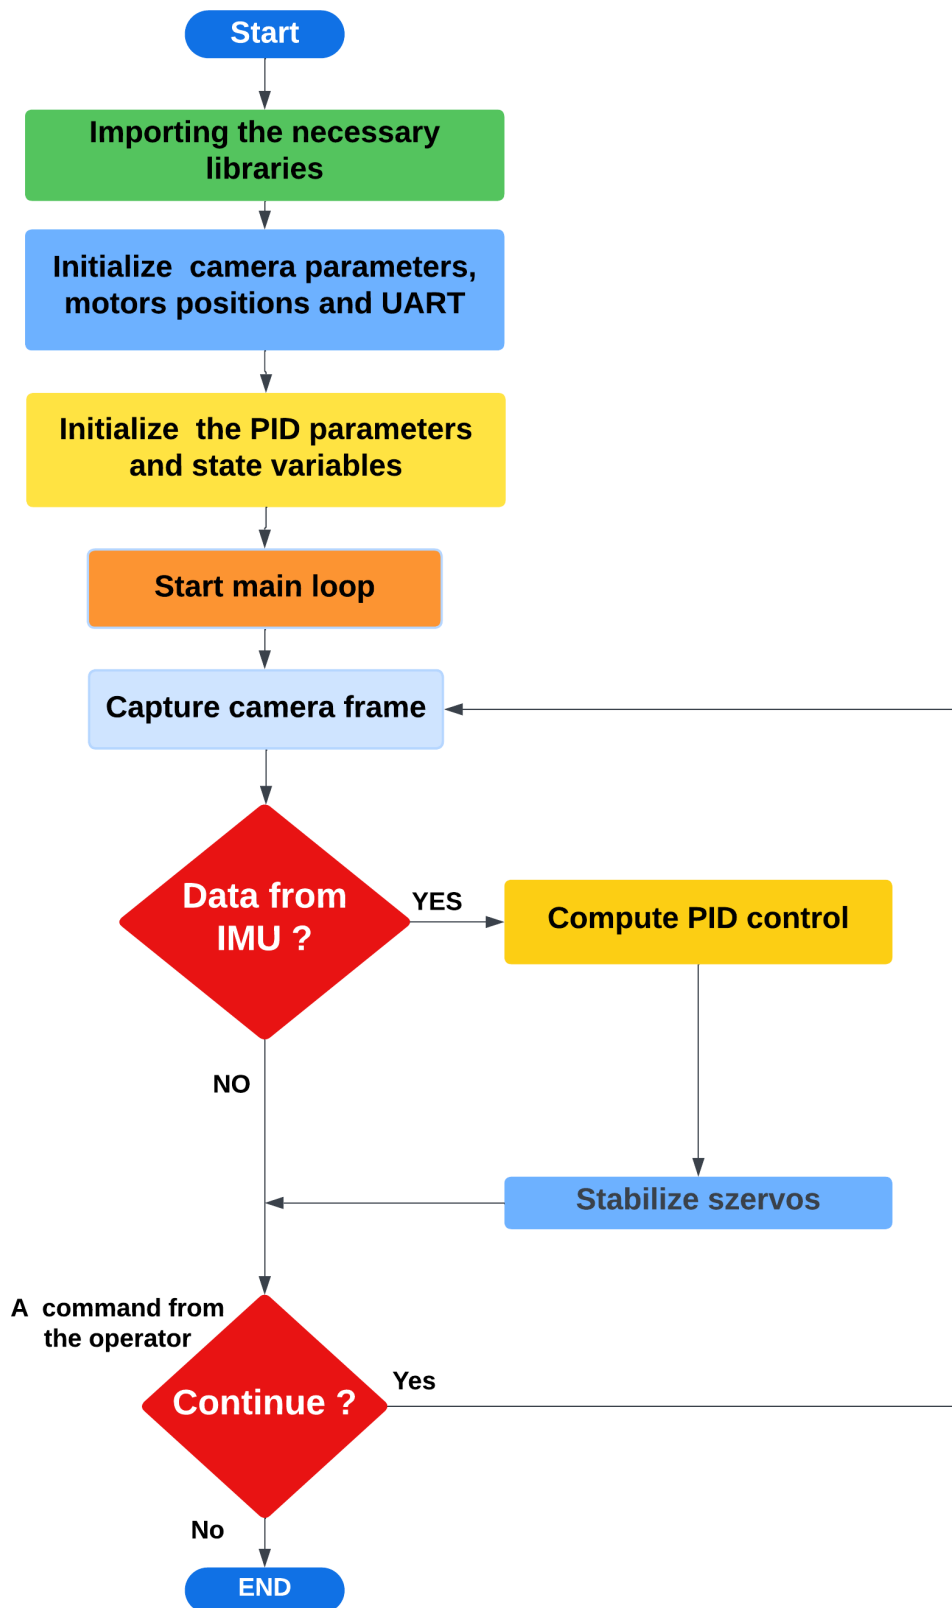 Start
Importing the necessary
libraries
Initialize  camera parameters,
motors positions and UART
Initialize  the PID parameters
and state variables
Start main loop
Capture camera frame
Data from
IMU ?
YES
Compute PID control
NO
Stabilize szervos
A  command from
the operator
Continue ?
Yes
No
END